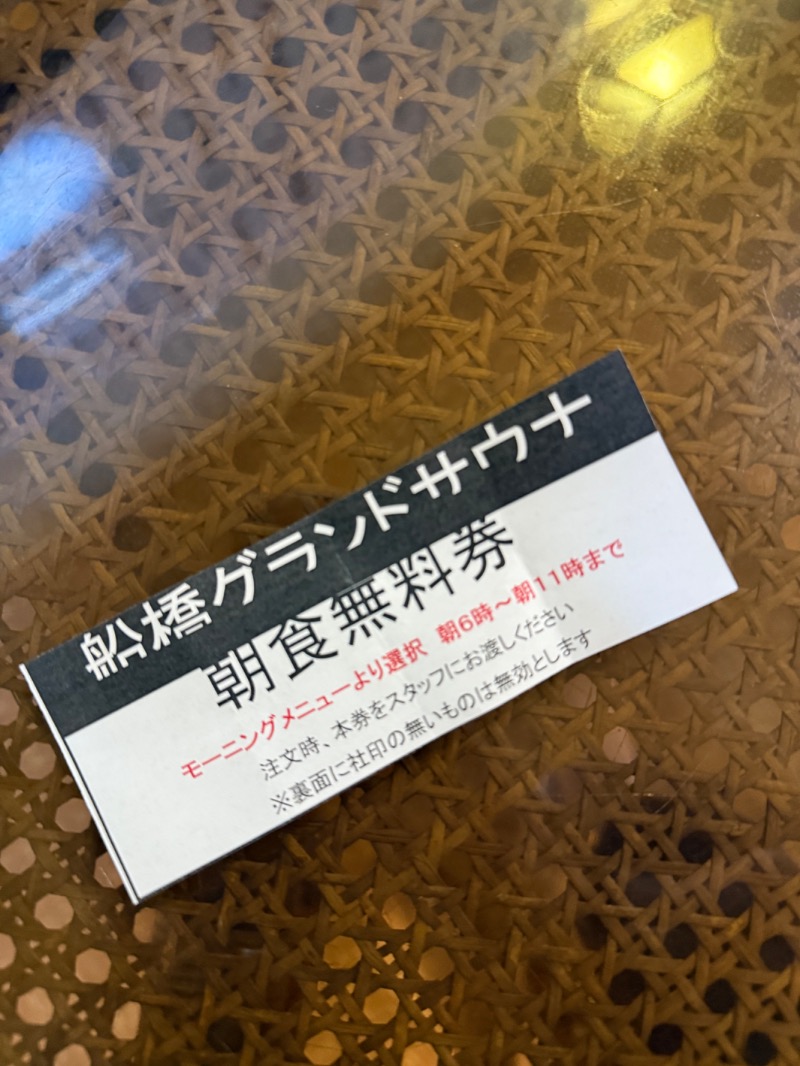 船橋グランドサウナ
朝食無料券
モーニングメニューより選択 朝6時～朝11時まで
注文時、本券をスタッフにお渡しください
※裏面に社印の無いものは無効とします